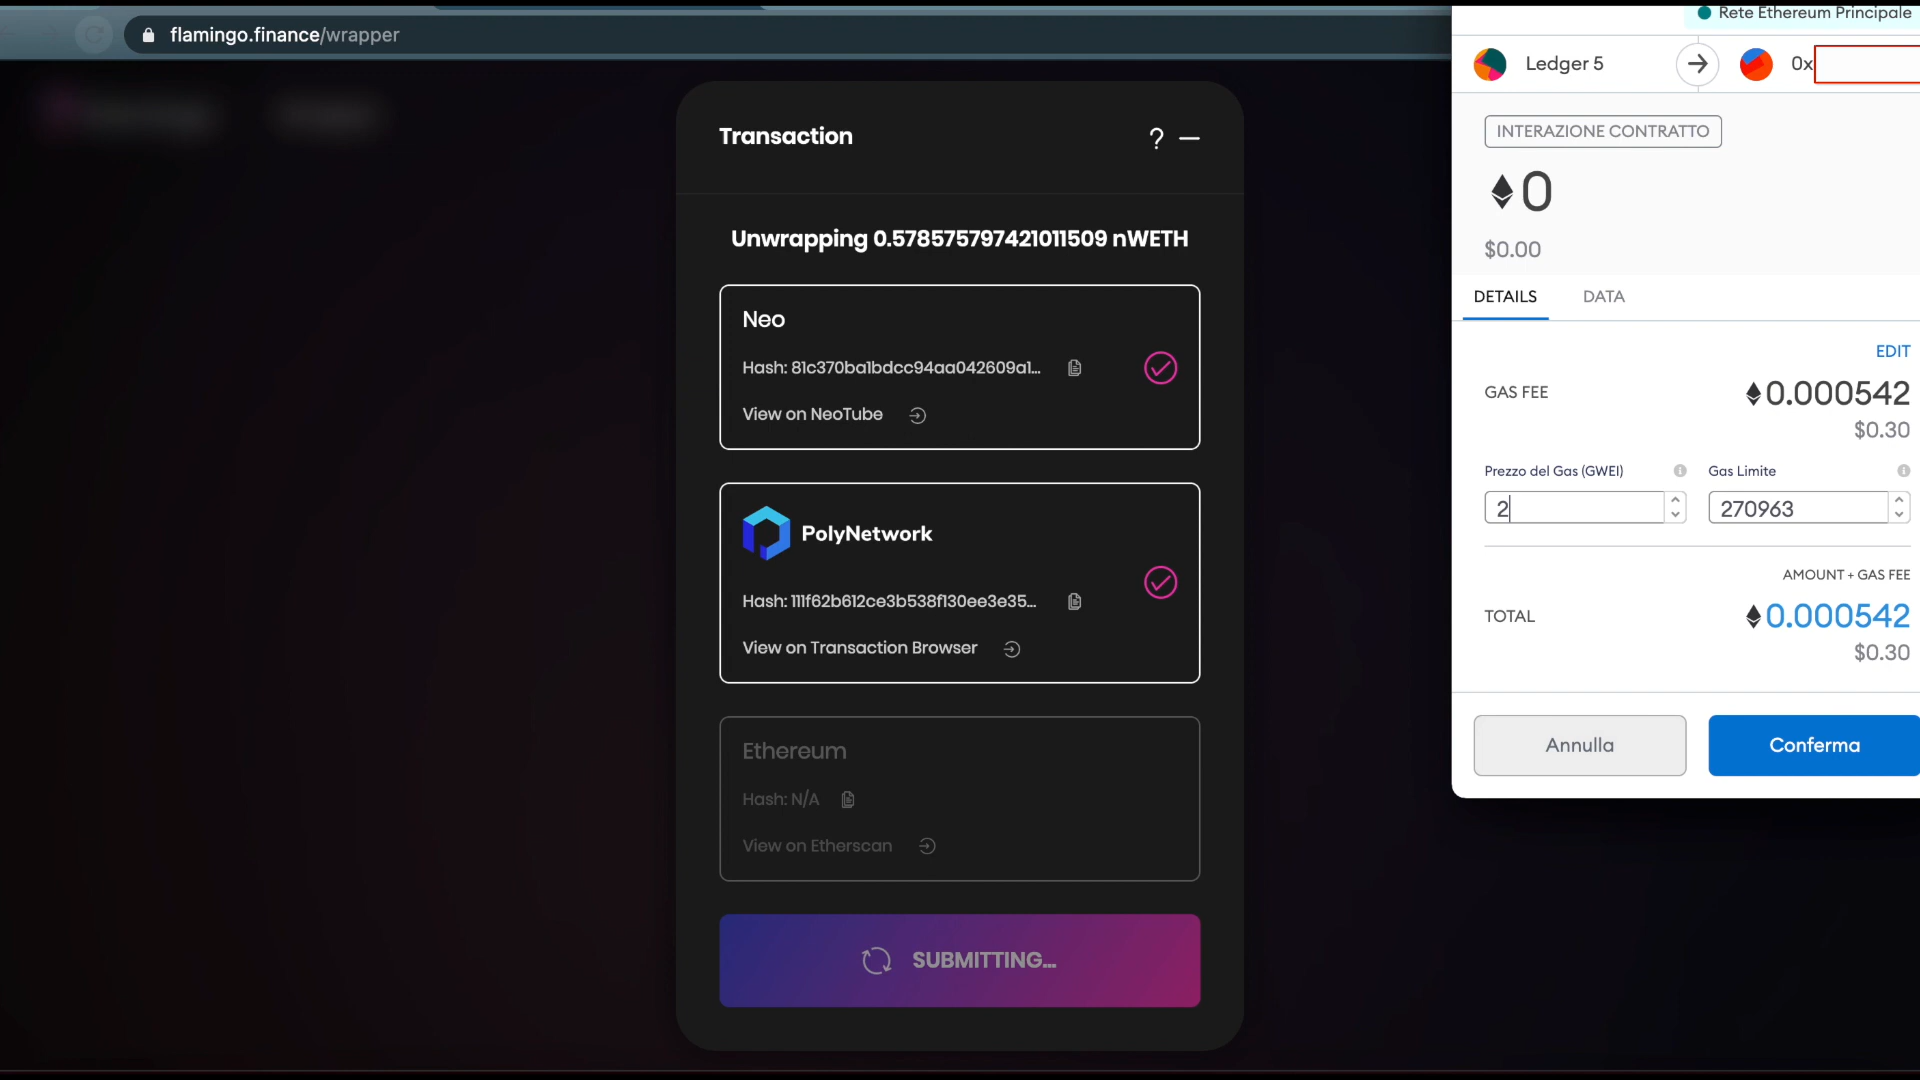 flamingo.finance/wrapper
Transaction
?
Unwrapping 0.578575797421011509 nWETH
Neo
Hash: 81c370ba1bdcc94aa042609a1...
View on NeoTube
PolyNetwork
Hash: 111f62b612ce3b538f130ee3e35...
View on Transaction Browser
Ethereum
Hash: N/A
View on Etherscan
SUBMITTING...
Rete Ethereum Principale
Ledger 5
0x
INTERAZIONE CONTRATTO
0
$0.00
DETAILS DATA
EDIT
GAS FEE 0.000542
$0.30
Prezzo del Gas (GWEI) Gas Limite
2 270963
AMOUNT + GAS FEE
TOTAL 0.000542
$0.30
Annulla Conferma